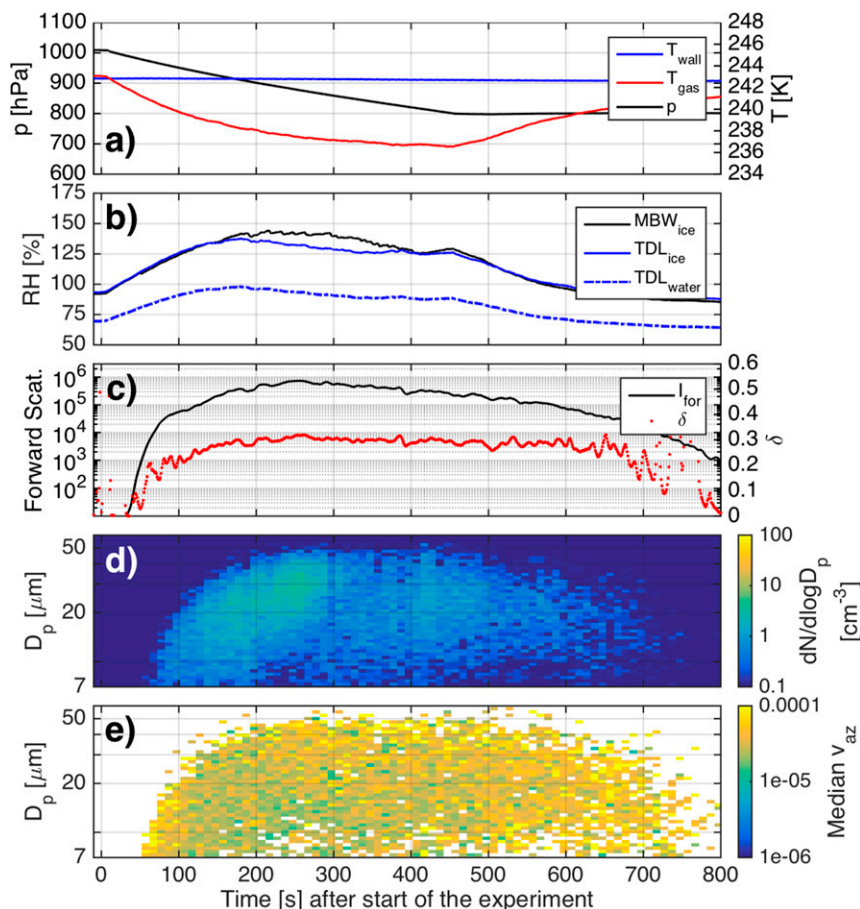 1100
1000
900
800
700
600
p [hPa]
a)
T_wall
T_gas
p
248
246
244
242
240
238
236
234
T [K]
175
150
125
100
75
50
RH [%]
b)
MBW_ice
TDL_ice
TDL_water
10^6
10^5
10^4
10^3
10^2
Forward Scat.
c)
I_for
δ
0.6
0.5
0.4
0.3
0.2
0.1
0
δ
50
20
7
D_p [μm]
d)
100
10
1
0.1
dN/dlogD_p
[cm^-3]
50
20
7
D_p [μm]
e)
0.0001
1e-05
1e-06
Median v_az
0 100 200 300 400 500 600 700 800
Time [s] after start of the experiment